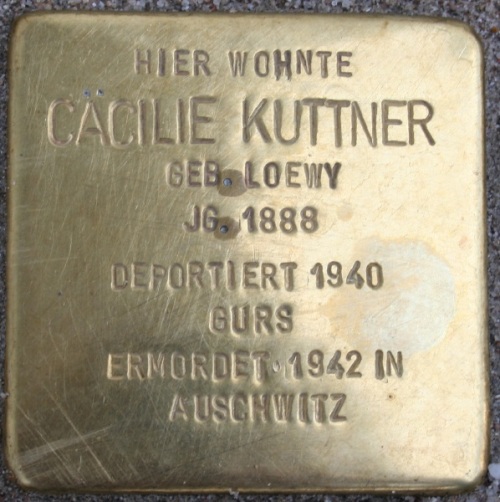 HIER WOHNTE
CÄCILIE KUTTNER
GEB. LOEWY
JG. 1888
DEPORTIERT 1940
GURS
ERMORDET 1942 IN
AUSCHWITZ